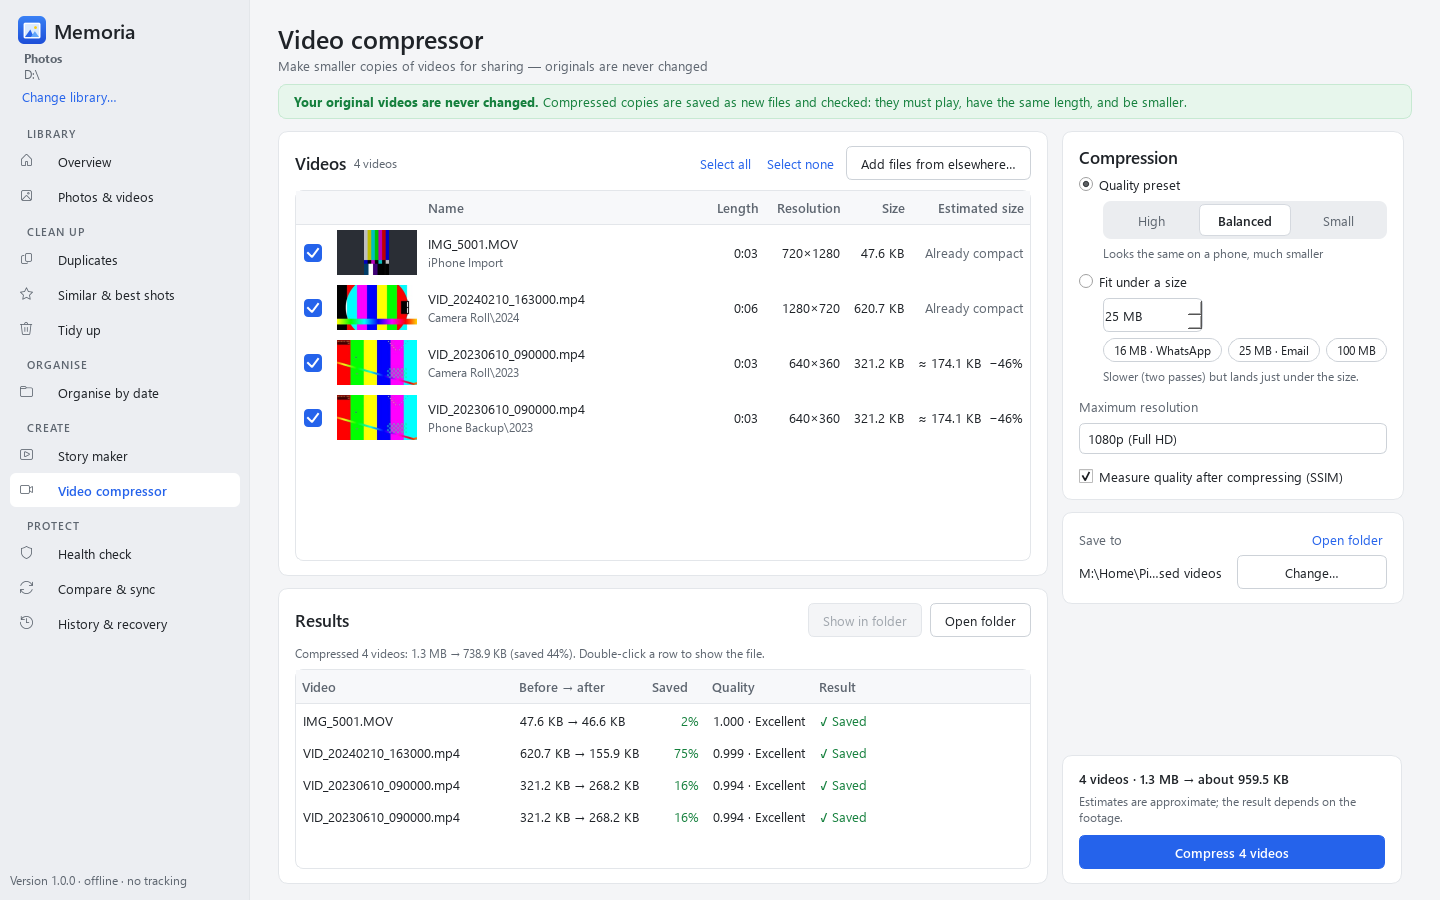 Memoria
Photos
D:\
Change library...
LIBRARY
Overview
Photos & videos
CLEAN UP
Duplicates
Similar & best shots
Tidy up
ORGANISE
Organise by date
CREATE
Story maker
Video compressor
PROTECT
Health check
Compare & sync
History & recovery
Version 1.0.0 · offline · no tracking
Video compressor
Make smaller copies of videos for sharing — originals are never changed
Your original videos are never changed. Compressed copies are saved as new files and checked: they must play, have the same length, and be smaller.
Videos 4 videos Select all Select none Add files from elsewhere...
Name Length Resolution Size Estimated size
IMG_5001.MOV 0:03 720×1280 47.6 KB Already compact
iPhone Import
VID_20240210_163000.mp4 0:06 1280×720 620.7 KB Already compact
Camera Roll\2024
VID_20230610_090000.mp4 0:03 640×360 321.2 KB ≈ 174.1 KB −46%
Camera Roll\2023
VID_20230610_090000.mp4 0:03 640×360 321.2 KB ≈ 174.1 KB −46%
Phone Backup\2023
Results Show in folder Open folder
Compressed 4 videos: 1.3 MB → 738.9 KB (saved 44%). Double-click a row to show the file.
Video Before → after Saved Quality Result
IMG_5001.MOV 47.6 KB → 46.6 KB 2% 1.000 · Excellent ✓ Saved
VID_20240210_163000.mp4 620.7 KB → 155.9 KB 75% 0.999 · Excellent ✓ Saved
VID_20230610_090000.mp4 321.2 KB → 268.2 KB 16% 0.994 · Excellent ✓ Saved
VID_20230610_090000.mp4 321.2 KB → 268.2 KB 16% 0.994 · Excellent ✓ Saved
Compression
Quality preset
High Balanced Small
Looks the same on a phone, much smaller
Fit under a size
25 MB
16 MB · WhatsApp 25 MB · Email 100 MB
Slower (two passes) but lands just under the size.
Maximum resolution
1080p (Full HD)
Measure quality after compressing (SSIM)
Save to Open folder
M:\Home\Pi...sed videos Change...
4 videos · 1.3 MB → about 959.5 KB
Estimates are approximate; the result depends on the
footage.
Compress 4 videos